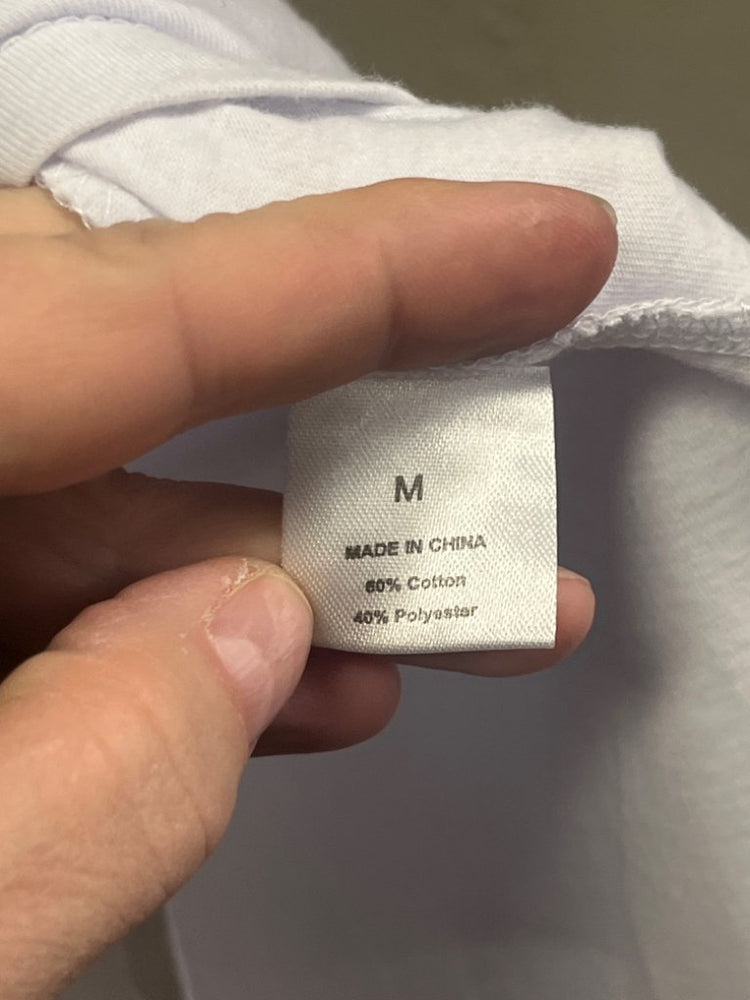 M
MADE IN CHINA
60% Cotton
40% Polyester